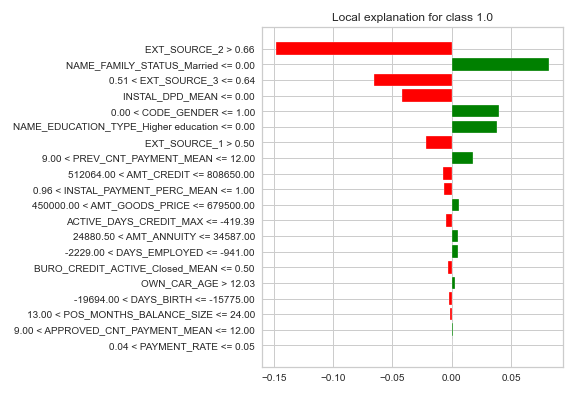 Local explanation for class 1.0
EXT_SOURCE_2 > 0.66
NAME_FAMILY_STATUS_Married <= 0.00
0.51 < EXT_SOURCE_3 <= 0.64
INSTAL_DPD_MEAN <= 0.00
0.00 < CODE_GENDER <= 1.00
NAME_EDUCATION_TYPE_Higher education <= 0.00
EXT_SOURCE_1 > 0.50
9.00 < PREV_CNT_PAYMENT_MEAN <= 12.00
512064.00 < AMT_CREDIT <= 808650.00
0.96 < INSTAL_PAYMENT_PERC_MEAN <= 1.00
450000.00 < AMT_GOODS_PRICE <= 679500.00
ACTIVE_DAYS_CREDIT_MAX <= -419.39
24880.50 < AMT_ANNUITY <= 34587.00
-2229.00 < DAYS_EMPLOYED <= -941.00
BURO_CREDIT_ACTIVE_Closed_MEAN <= 0.50
OWN_CAR_AGE > 12.03
-19694.00 < DAYS_BIRTH <= -15775.00
13.00 < POS_MONTHS_BALANCE_SIZE <= 24.00
9.00 < APPROVED_CNT_PAYMENT_MEAN <= 12.00
0.04 < PAYMENT_RATE <= 0.05
−0.15 −0.10 −0.05 0.00 0.05